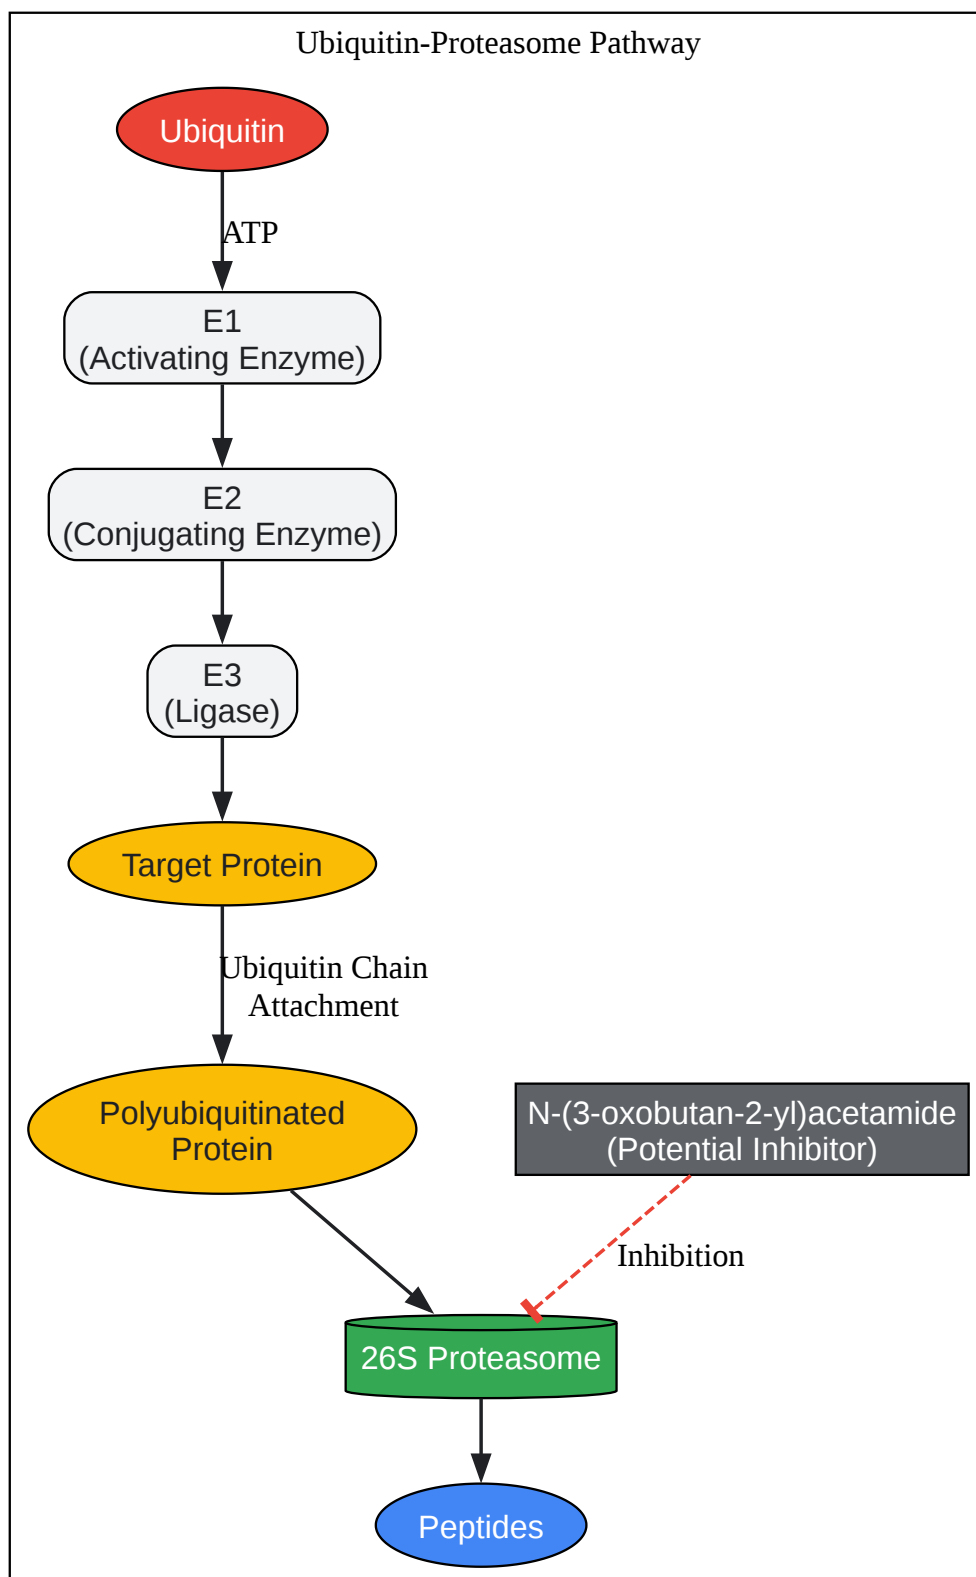 Ubiquitin-Proteasome Pathway
Ubiquitin
ATP
E1
(Activating Enzyme)
E2
(Conjugating Enzyme)
E3
(Ligase)
Target Protein
Ubiquitin Chain
Attachment
Polyubiquitinated
Protein
N-(3-oxobutan-2-yl)acetamide
(Potential Inhibitor)
Inhibition
26S Proteasome
Peptides